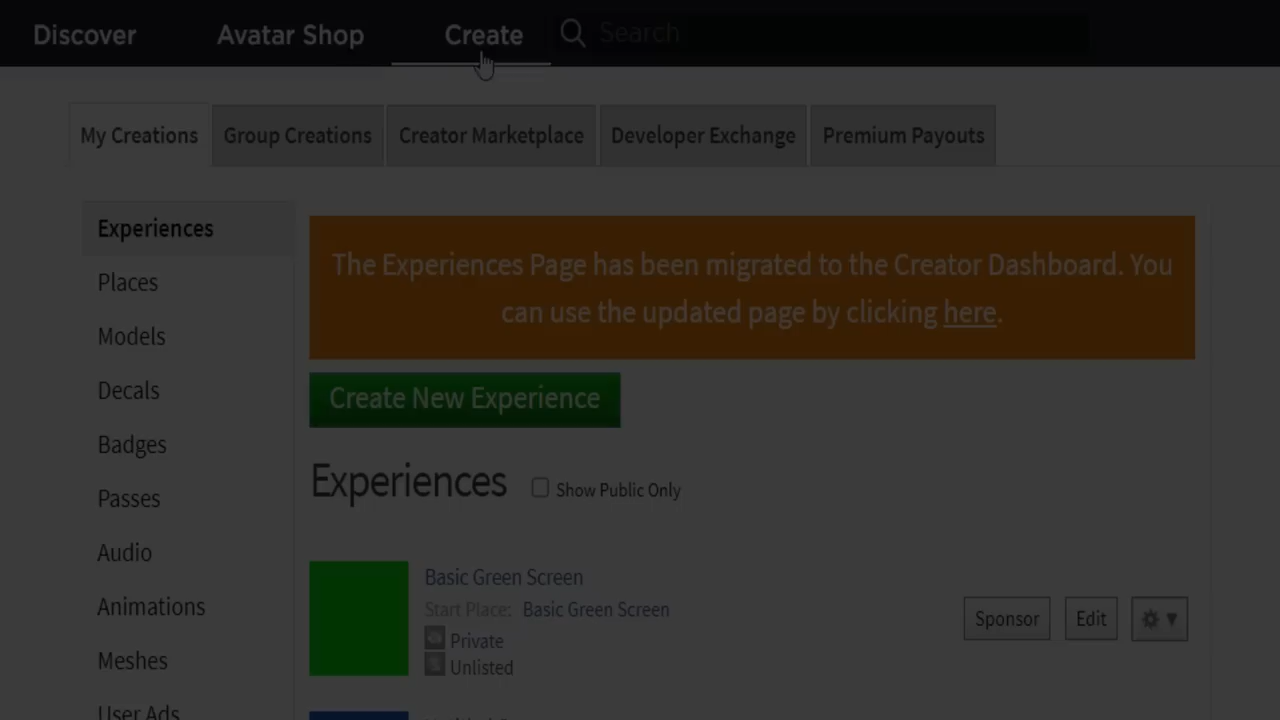 Discover Avatar Shop Create Search
My Creations Group Creations Creator Marketplace Developer Exchange Premium Payouts
Experiences
Places
Models
Decals
Badges
Passes
Audio
Animations
Meshes
User Ads
The Experiences Page has been migrated to the Creator Dashboard. You
can use the updated page by clicking here.
Create New Experience
Experiences Show Public Only
Basic Green Screen
Start Place: Basic Green Screen
Private
Unlisted
Sponsor Edit